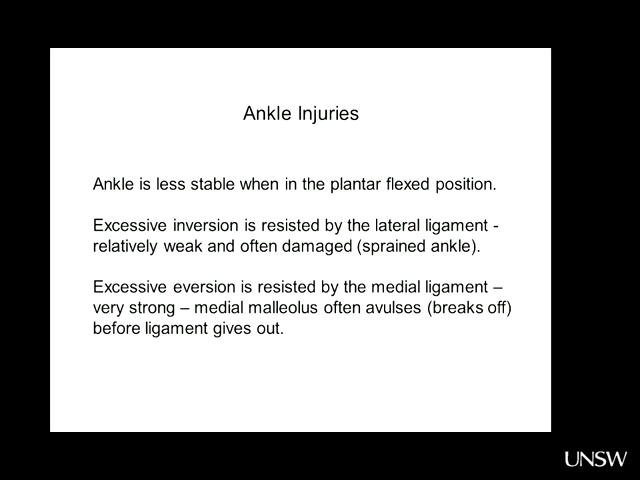 Ankle Injuries
Ankle is less stable when in the plantar flexed position.
Excessive inversion is resisted by the lateral ligament -
relatively weak and often damaged (sprained ankle).
Excessive eversion is resisted by the medial ligament –
very strong – medial malleolus often avulses (breaks off)
before ligament gives out.
UNSW